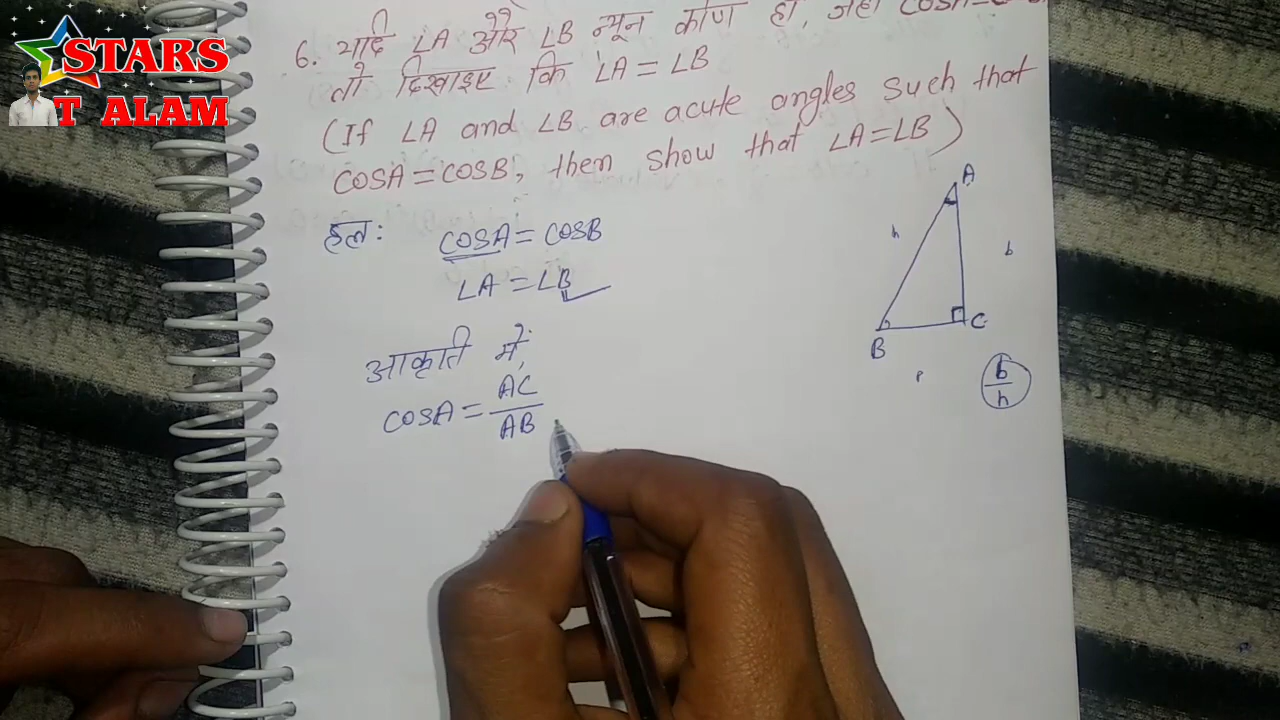 STARS
T ALAM
6. यदि ∠A और ∠B न्यून कोण हो, जहाँ
तो दिखाइए कि ∠A = ∠B
(If ∠A and ∠B are acute angles such that
COSA = COSB, then show that ∠A = ∠B)
हल: COSA = COSB
∠A = ∠B
A
h
b
B
C
P
b/h
आकृति में,
COSA = AC/AB